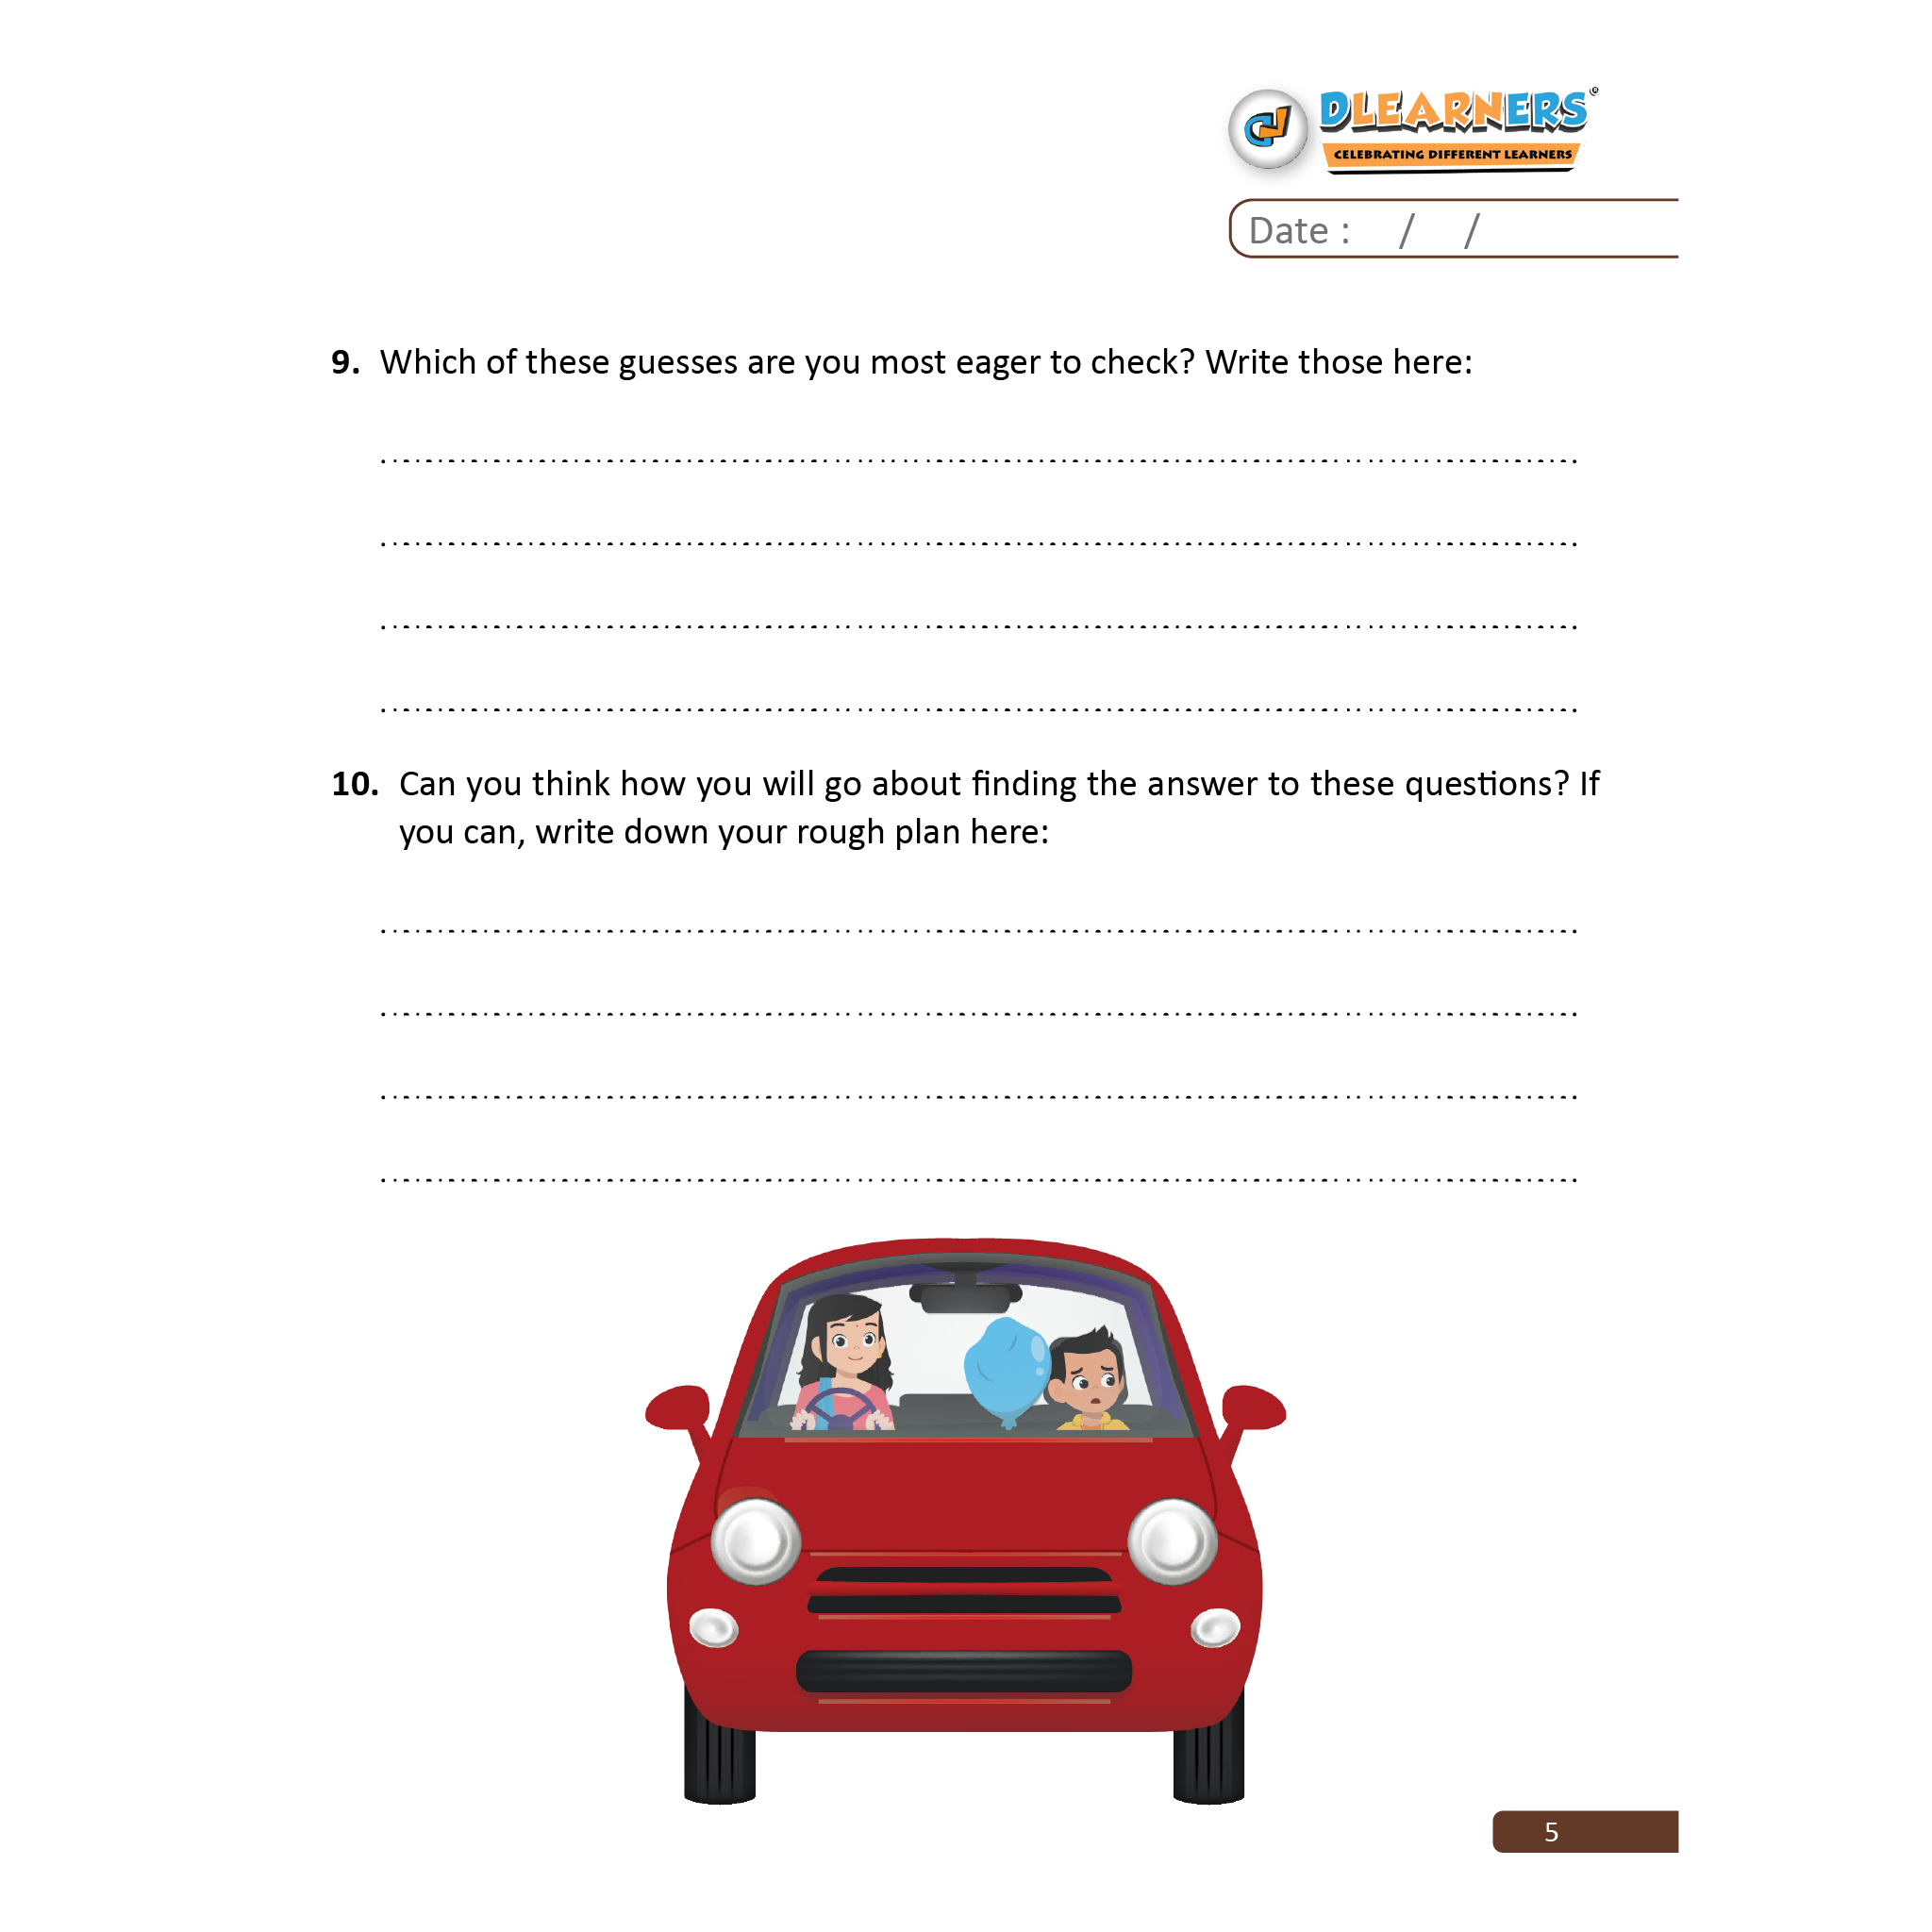 DLEARNERS®
CELEBRATING DIFFERENT LEARNERS
Date : / /
9. Which of these guesses are you most eager to check? Write those here:
10. Can you think how you will go about finding the answer to these questions? If
you can, write down your rough plan here:
5